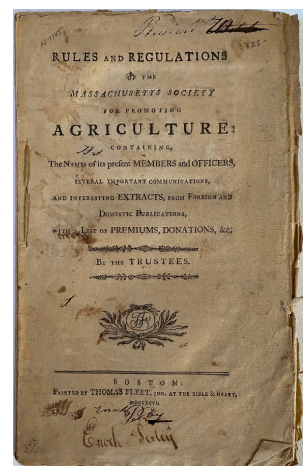 RULES AND REGULATIONS
OF THE
MASSACHUSETTS SOCIETY
FOR PROMOTING
AGRICULTURE:
CONTAINING,
The NAMES of its present MEMBERS and OFFICERS,
SEVERAL IMPORTANT COMMUNICATIONS,
AND INTERESTING EXTRACTS, FROM FOREIGN AND
DOMESTIC PUBLICATIONS,
WITH A LIST OF PREMIUMS, DONATIONS, &c.
BY THE TRUSTEES.
BOSTON:
PRINTED BY THOMAS FLEET, JUN. AT THE BIBLE & HEART,
MDCCXCVI.
Enoch
Enoch